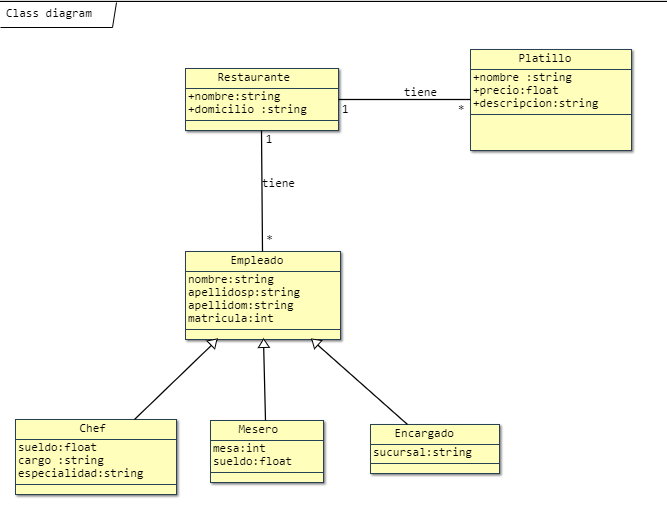 Class diagram
Restaurante
+nombre:string
+domicilio :string
1
tiene
*
Platillo
+nombre :string
+precio:float
+descripcion:string
1
tiene
*
Empleado
nombre:string
apellidosp:string
apellidom:string
matricula:int
Chef
sueldo:float
cargo :string
especialidad:string
Mesero
mesa:int
sueldo:float
Encargado
sucursal:string